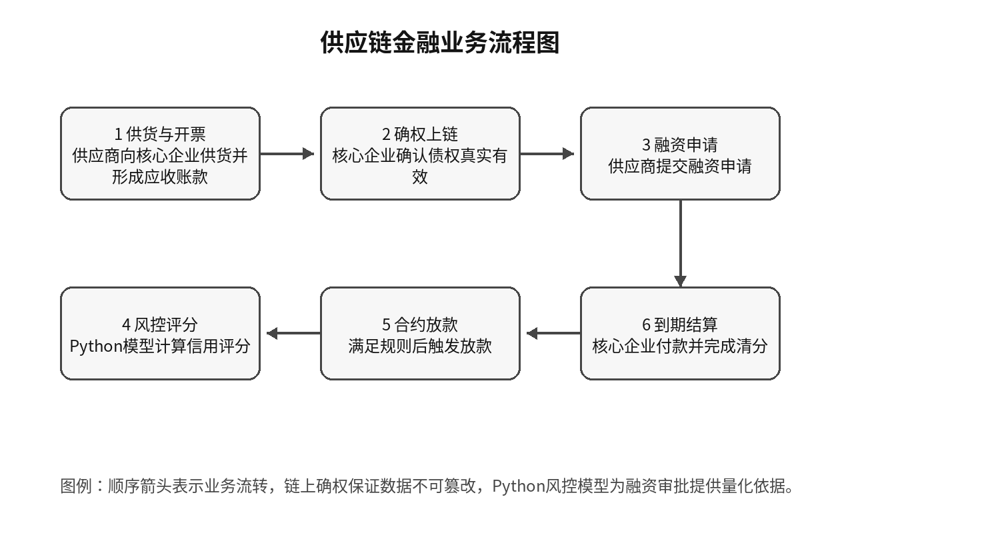 供应链金融业务流程图
1 供货与开票
供应商向核心企业供货并
形成应收账款
2 确权上链
核心企业确认债权真实有
效
3 融资申请
供应商提交融资申请
4 风控评分
Python模型计算信用评分
5 合约放款
满足规则后触发放款
6 到期结算
核心企业付款并完成清分
图例：顺序箭头表示业务流转，链上确权保证数据不可篡改，Python风控模型为融资审批提供量化依据。